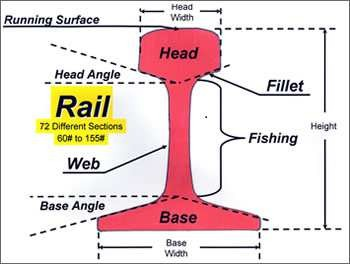 Head
Width
Running Surface
Head
Head Angle
Fillet
Rail
72 Different Sections
60# to 155#
Height
Fishing
Web
Base Angle
Base
Base
Width